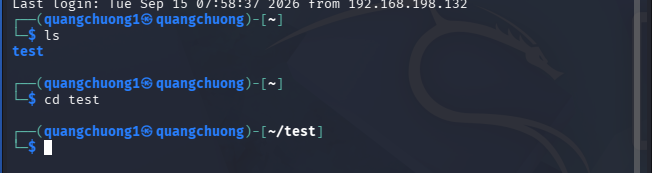 Last login: Tue Sep 15 07:58:37 2026 from 192.168.198.132
┌──(quangchuong1㉿quangchuong)-[~]
└─$ ls
test
┌──(quangchuong1㉿quangchuong)-[~]
└─$ cd test
┌──(quangchuong1㉿quangchuong)-[~/test]
└─$